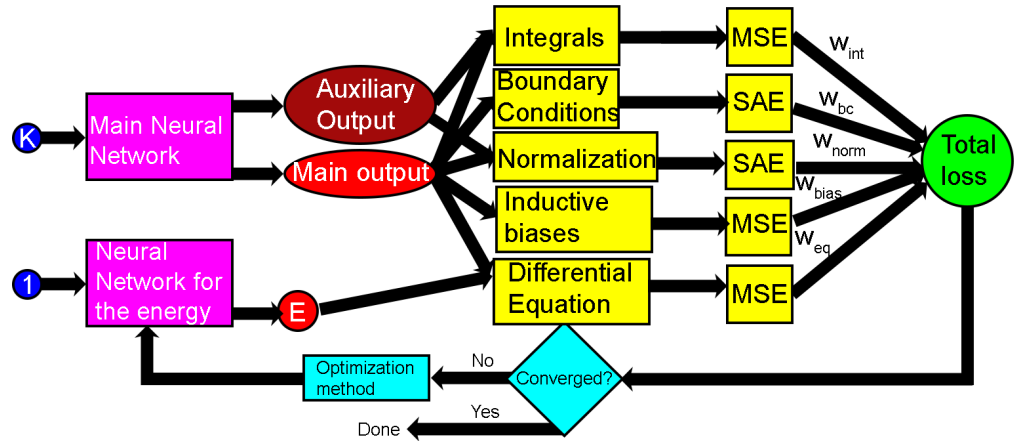 K
Main Neural
Network
Auxiliary
Output
Main output
1
Neural
Network for
the energy
E
Integrals
Boundary
Conditions
Normalization
Inductive
biases
Differential
Equation
MSE
SAE
SAE
MSE
MSE
w_int
w_bc
w_norm
w_bias
w_eq
Total
loss
Converged?
No
Optimization
method
Yes
Done